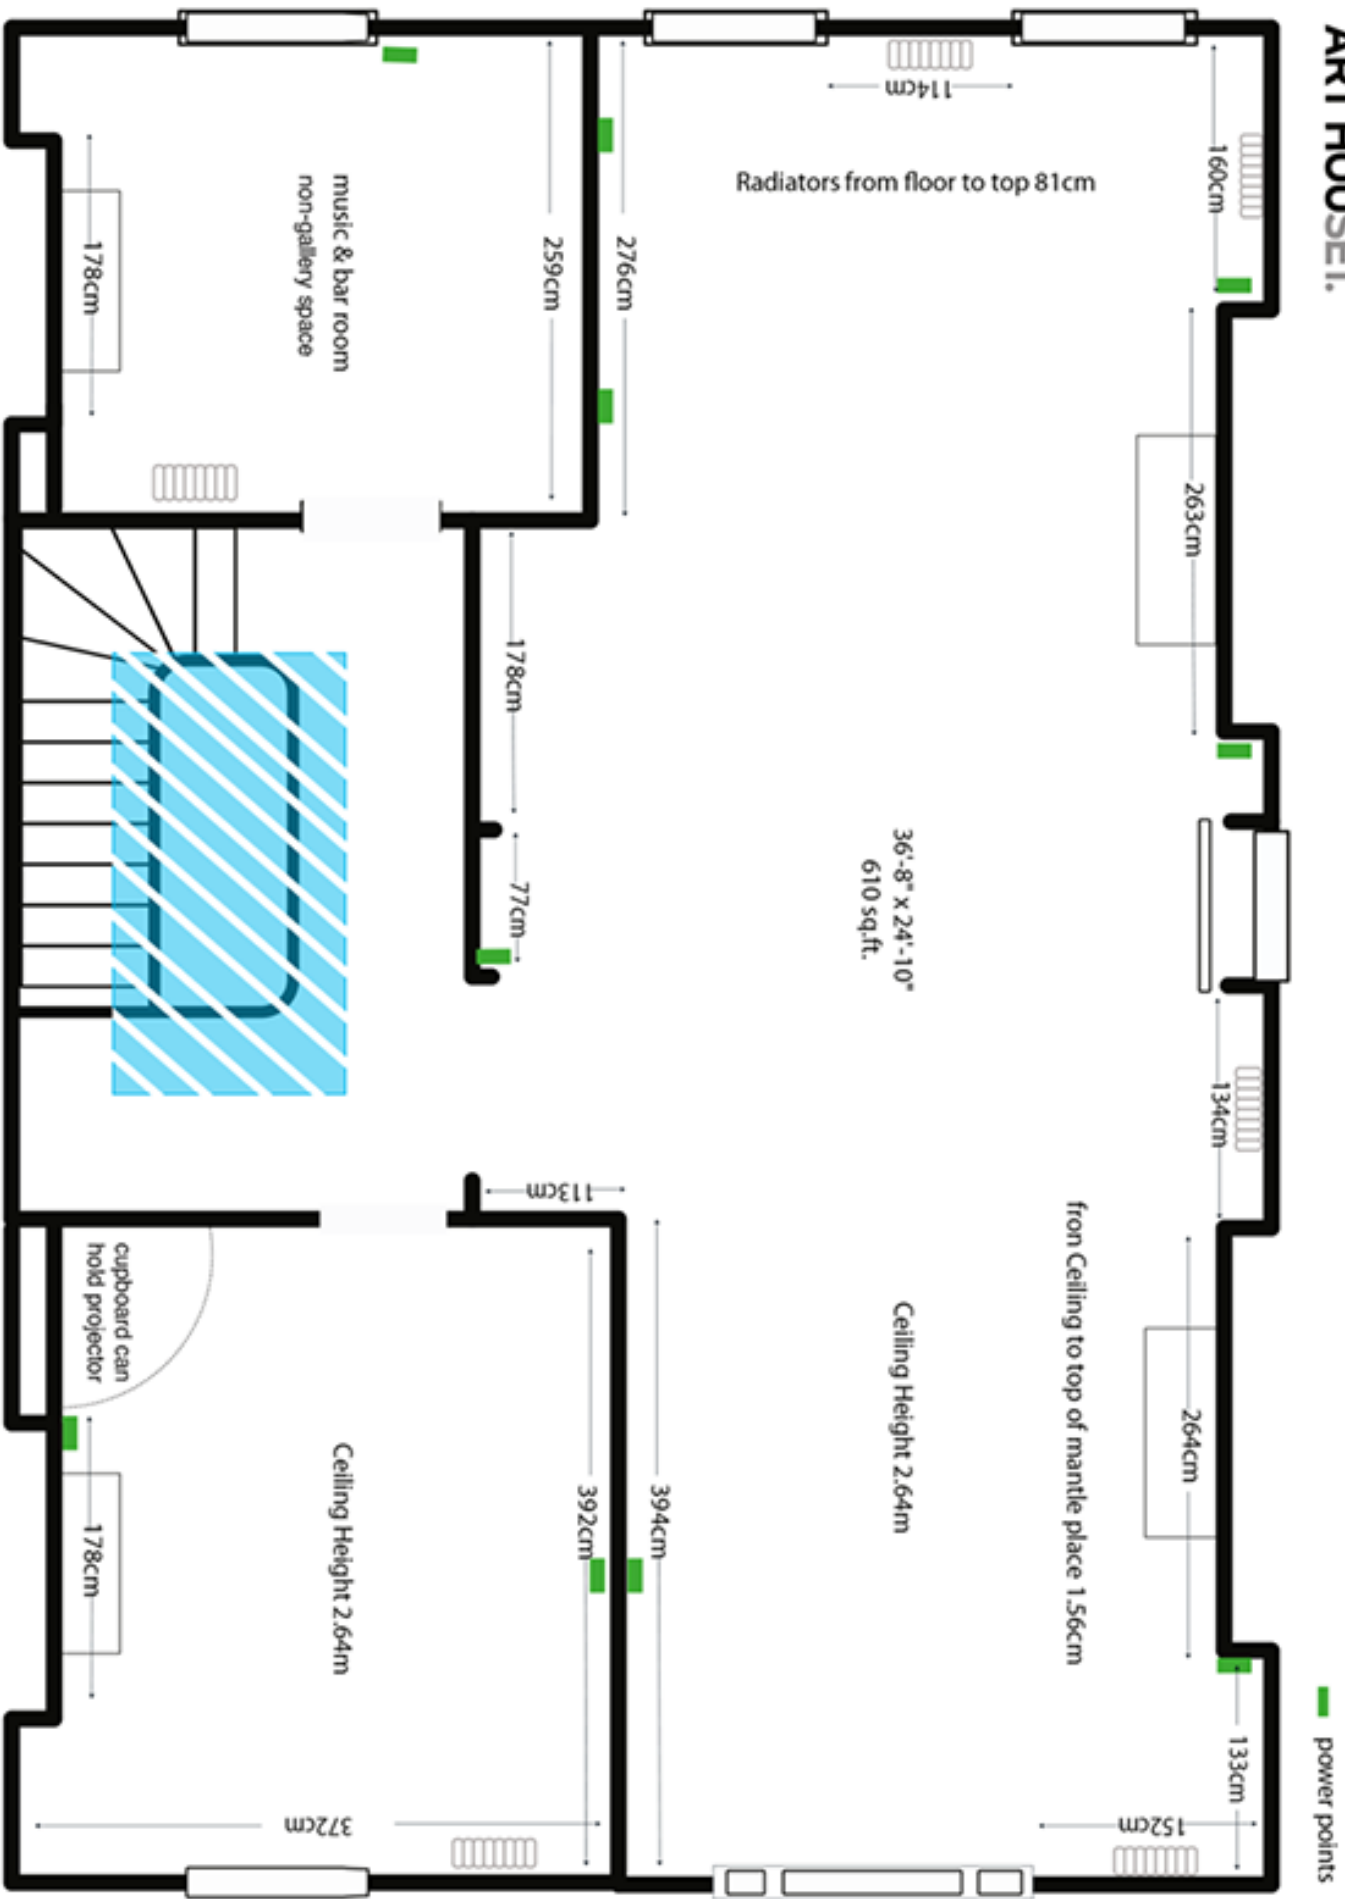 ART HOUSET.
power points
114cm
160cm
Radiators from floor to top 81cm
276cm
259cm
music & bar room
non-gallery space
178cm
263cm
178cm
77cm
36'-8" x 24'-10"
610 sq.ft.
134cm
113cm
fron Ceiling to top of mantle place 1.56cm
Ceiling Height 2.64m
264cm
394cm
392cm
cupboard can
hold projector
178cm
Ceiling Height 2.64m
133cm
152cm
372cm